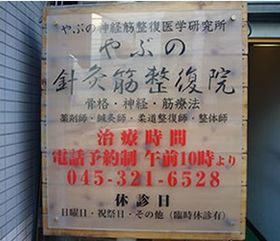 やぶの神経筋整復医学研究所
やぶの
針灸筋整復院
骨格・神経・筋療法
薬剤師・鍼灸師・柔道整復師・整体師
治療時間
電話予約制 午前10時より
045-321-6528
休診日
日曜日・祝祭日・その他（臨時休診有）